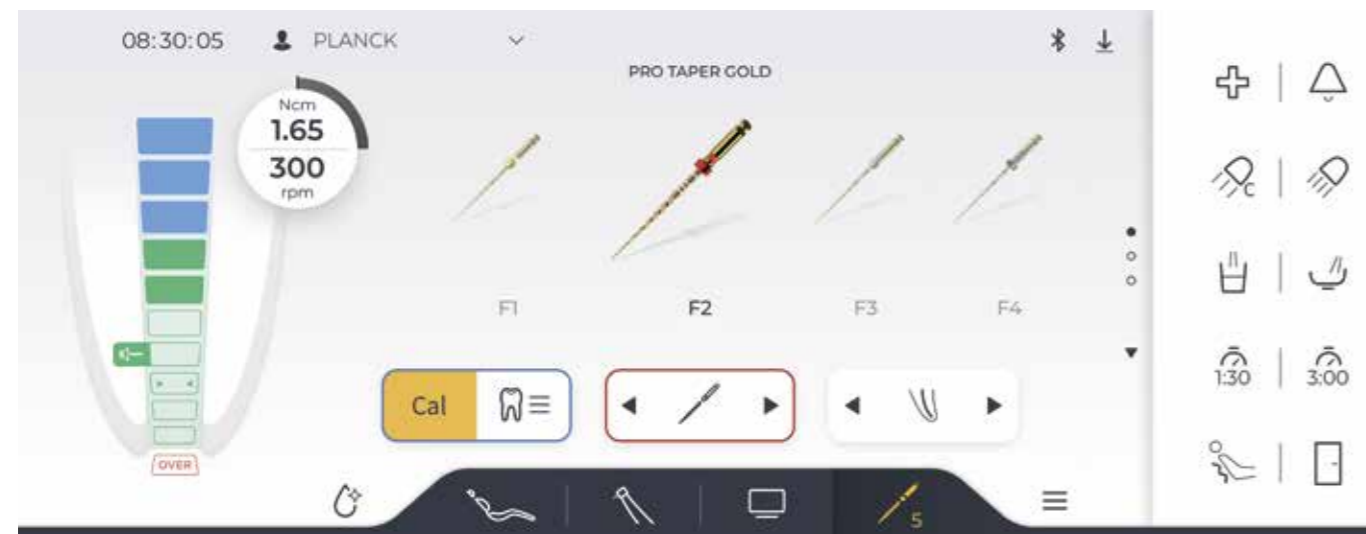 08:30:05 PLANCK
PRO TAPER GOLD
Ncm
1.65
300
rpm
F1 F2 F3 F4
Cal
OVER
C
1:30 3:00
5